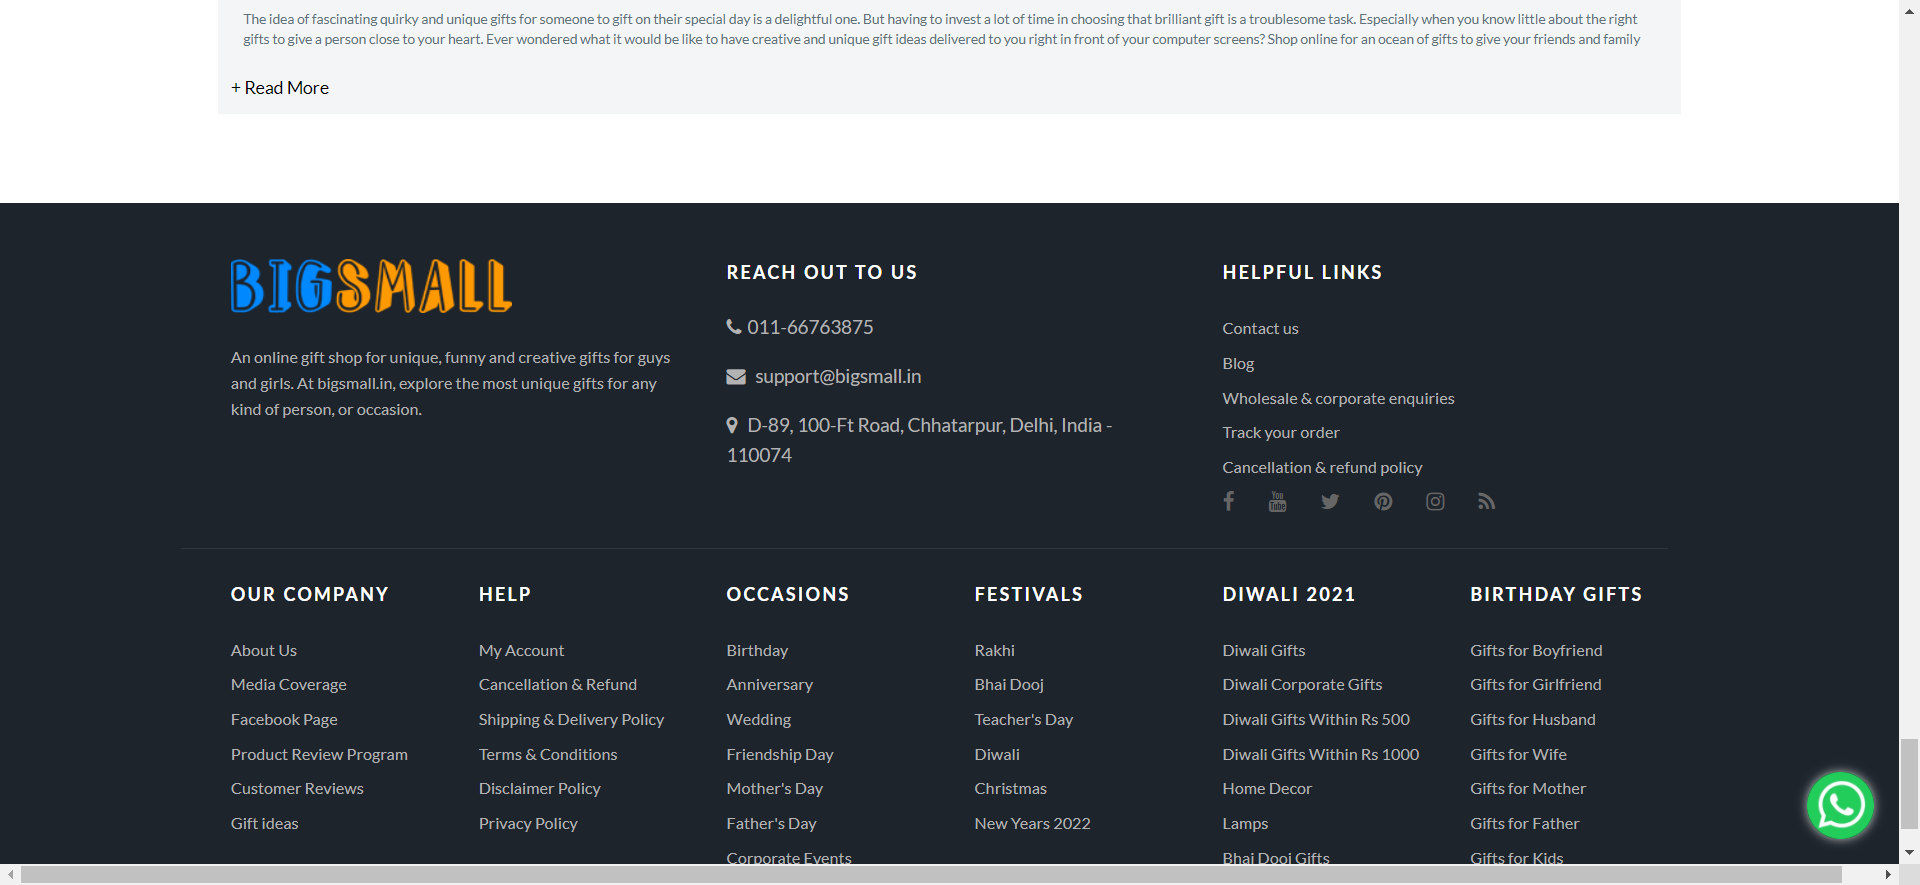 The idea of fascinating quirky and unique gifts for someone to gift on their special day is a delightful one. But having to invest a lot of time in choosing that brilliant gift is a troublesome task. Especially when you know little about the right
gifts to give a person close to your heart. Ever wondered what it would be like to have creative and unique gift ideas delivered to you right in front of your computer screens? Shop online for an ocean of gifts to give your friends and family
+ Read More
BIGSMALL
An online gift shop for unique, funny and creative gifts for guys
and girls. At bigsmall.in, explore the most unique gifts for any
kind of person, or occasion.
REACH OUT TO US
011-66763875
support@bigsmall.in
D-89, 100-Ft Road, Chhatarpur, Delhi, India -
110074
HELPFUL LINKS
Contact us
Blog
Wholesale & corporate enquiries
Track your order
Cancellation & refund policy
You
Tube
OUR COMPANY
About Us
Media Coverage
Facebook Page
Product Review Program
Customer Reviews
Gift ideas
HELP
My Account
Cancellation & Refund
Shipping & Delivery Policy
Terms & Conditions
Disclaimer Policy
Privacy Policy
OCCASIONS
Birthday
Anniversary
Wedding
Friendship Day
Mother's Day
Father's Day
Corporate Events
FESTIVALS
Rakhi
Bhai Dooj
Teacher's Day
Diwali
Christmas
New Years 2022
DIWALI 2021
Diwali Gifts
Diwali Corporate Gifts
Diwali Gifts Within Rs 500
Diwali Gifts Within Rs 1000
Home Decor
Lamps
Bhai Dooj Gifts
BIRTHDAY GIFTS
Gifts for Boyfriend
Gifts for Girlfriend
Gifts for Husband
Gifts for Wife
Gifts for Mother
Gifts for Father
Gifts for Kids